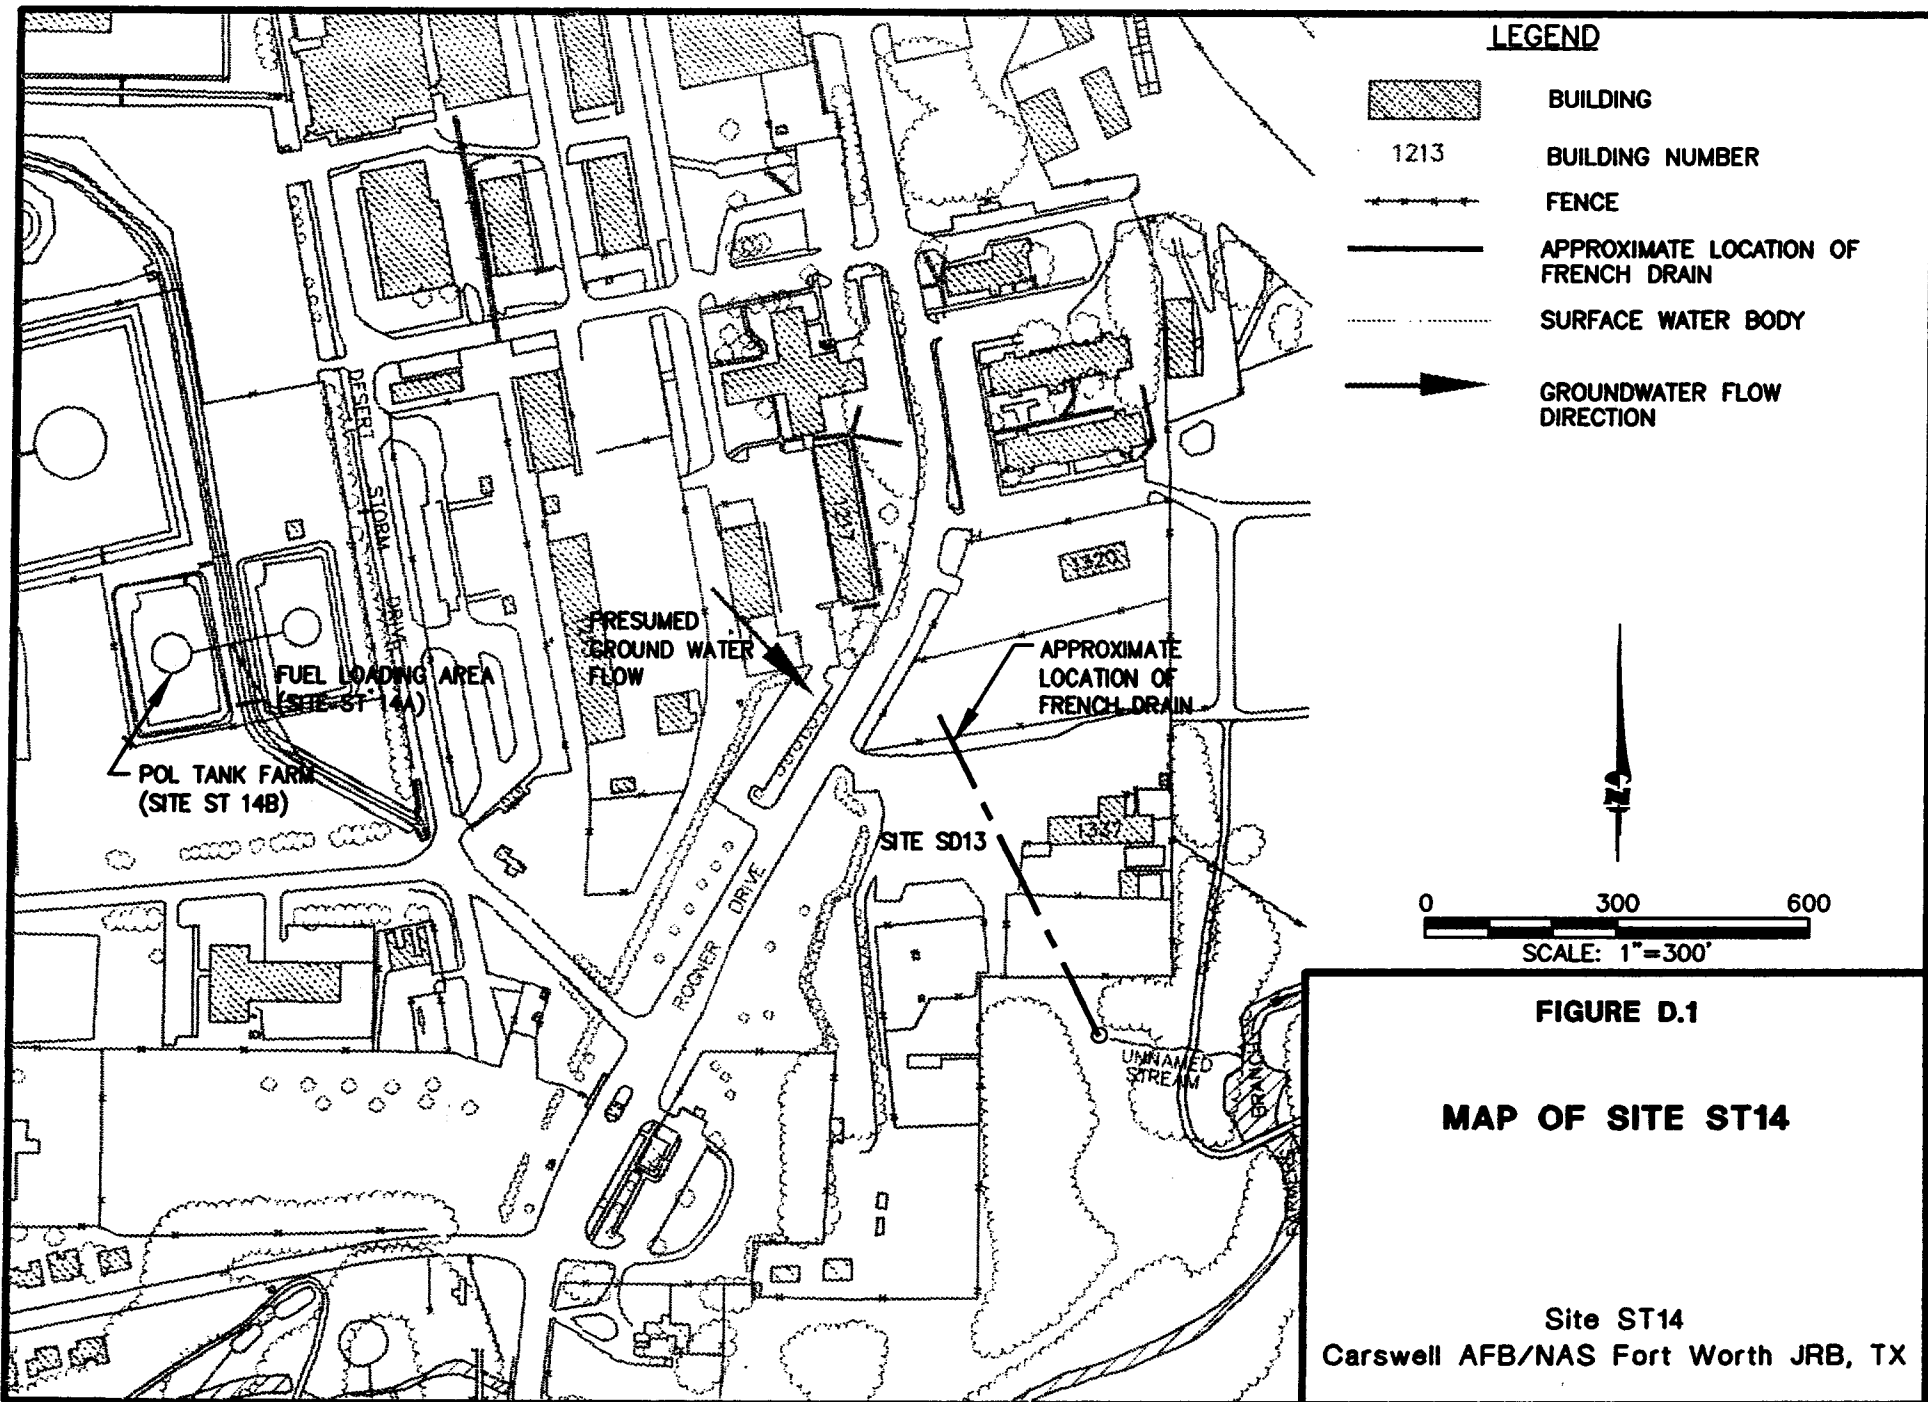 LEGEND
BUILDING
1213
BUILDING NUMBER
FENCE
APPROXIMATE LOCATION OF
FRENCH DRAIN
SURFACE WATER BODY
GROUNDWATER FLOW
DIRECTION
DESERT STORM DRIVE
1320
PRESUMED
GROUND WATER
FLOW
APPROXIMATE
LOCATION OF
FRENCH DRAIN
FUEL LOADING AREA
(SITE ST 14A)
POL TANK FARM
(SITE ST 14B)
SITE SD13
1337
ROGNER DRIVE
UNNAMED
STREAM
N
0 300 600
SCALE: 1"=300'
FIGURE D.1
MAP OF SITE ST14
Site ST14
Carswell AFB/NAS Fort Worth JRB, TX